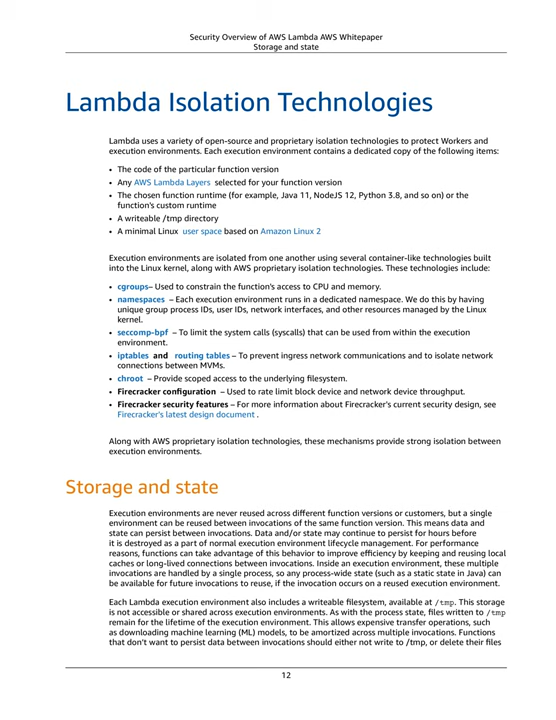 Security Overview of AWS Lambda AWS Whitepaper
Storage and state
Lambda Isolation Technologies
Lambda uses a variety of open-source and proprietary isolation technologies to protect Workers and
execution environments. Each execution environment contains a dedicated copy of the following items:
• The code of the particular function version
• Any AWS Lambda Layers selected for your function version
• The chosen function runtime (for example, Java 11, NodeJS 12, Python 3.8, and so on) or the
function's custom runtime
• A writeable /tmp directory
• A minimal Linux user space based on Amazon Linux 2
Execution environments are isolated from one another using several container-like technologies built
into the Linux kernel, along with AWS proprietary isolation technologies. These technologies include:
• cgroups– Used to constrain the function's access to CPU and memory.
• namespaces – Each execution environment runs in a dedicated namespace. We do this by having
unique group process IDs, user IDs, network interfaces, and other resources managed by the Linux
kernel.
• seccomp-bpf – To limit the system calls (syscalls) that can be used from within the execution
environment.
• iptables and routing tables – To prevent ingress network communications and to isolate network
connections between MVMs.
• chroot – Provide scoped access to the underlying filesystem.
• Firecracker configuration – Used to rate limit block device and network device throughput.
• Firecracker security features – For more information about Firecracker's current security design, see
Firecracker's latest design document .
Along with AWS proprietary isolation technologies, these mechanisms provide strong isolation between
execution environments.
Storage and state
Execution environments are never reused across different function versions or customers, but a single
environment can be reused between invocations of the same function version. This means data and
state can persist between invocations. Data and/or state may continue to persist for hours before
it is destroyed as a part of normal execution environment lifecycle management. For performance
reasons, functions can take advantage of this behavior to improve efficiency by keeping and reusing local
caches or long-lived connections between invocations. Inside an execution environment, these multiple
invocations are handled by a single process, so any process-wide state (such as a static state in Java) can
be available for future invocations to reuse, if the invocation occurs on a reused execution environment.
Each Lambda execution environment also includes a writeable filesystem, available at /tmp. This storage
is not accessible or shared across execution environments. As with the process state, files written to /tmp
remain for the lifetime of the execution environment. This allows expensive transfer operations, such
as downloading machine learning (ML) models, to be amortized across multiple invocations. Functions
that don't want to persist data between invocations should either not write to /tmp, or delete their files
12